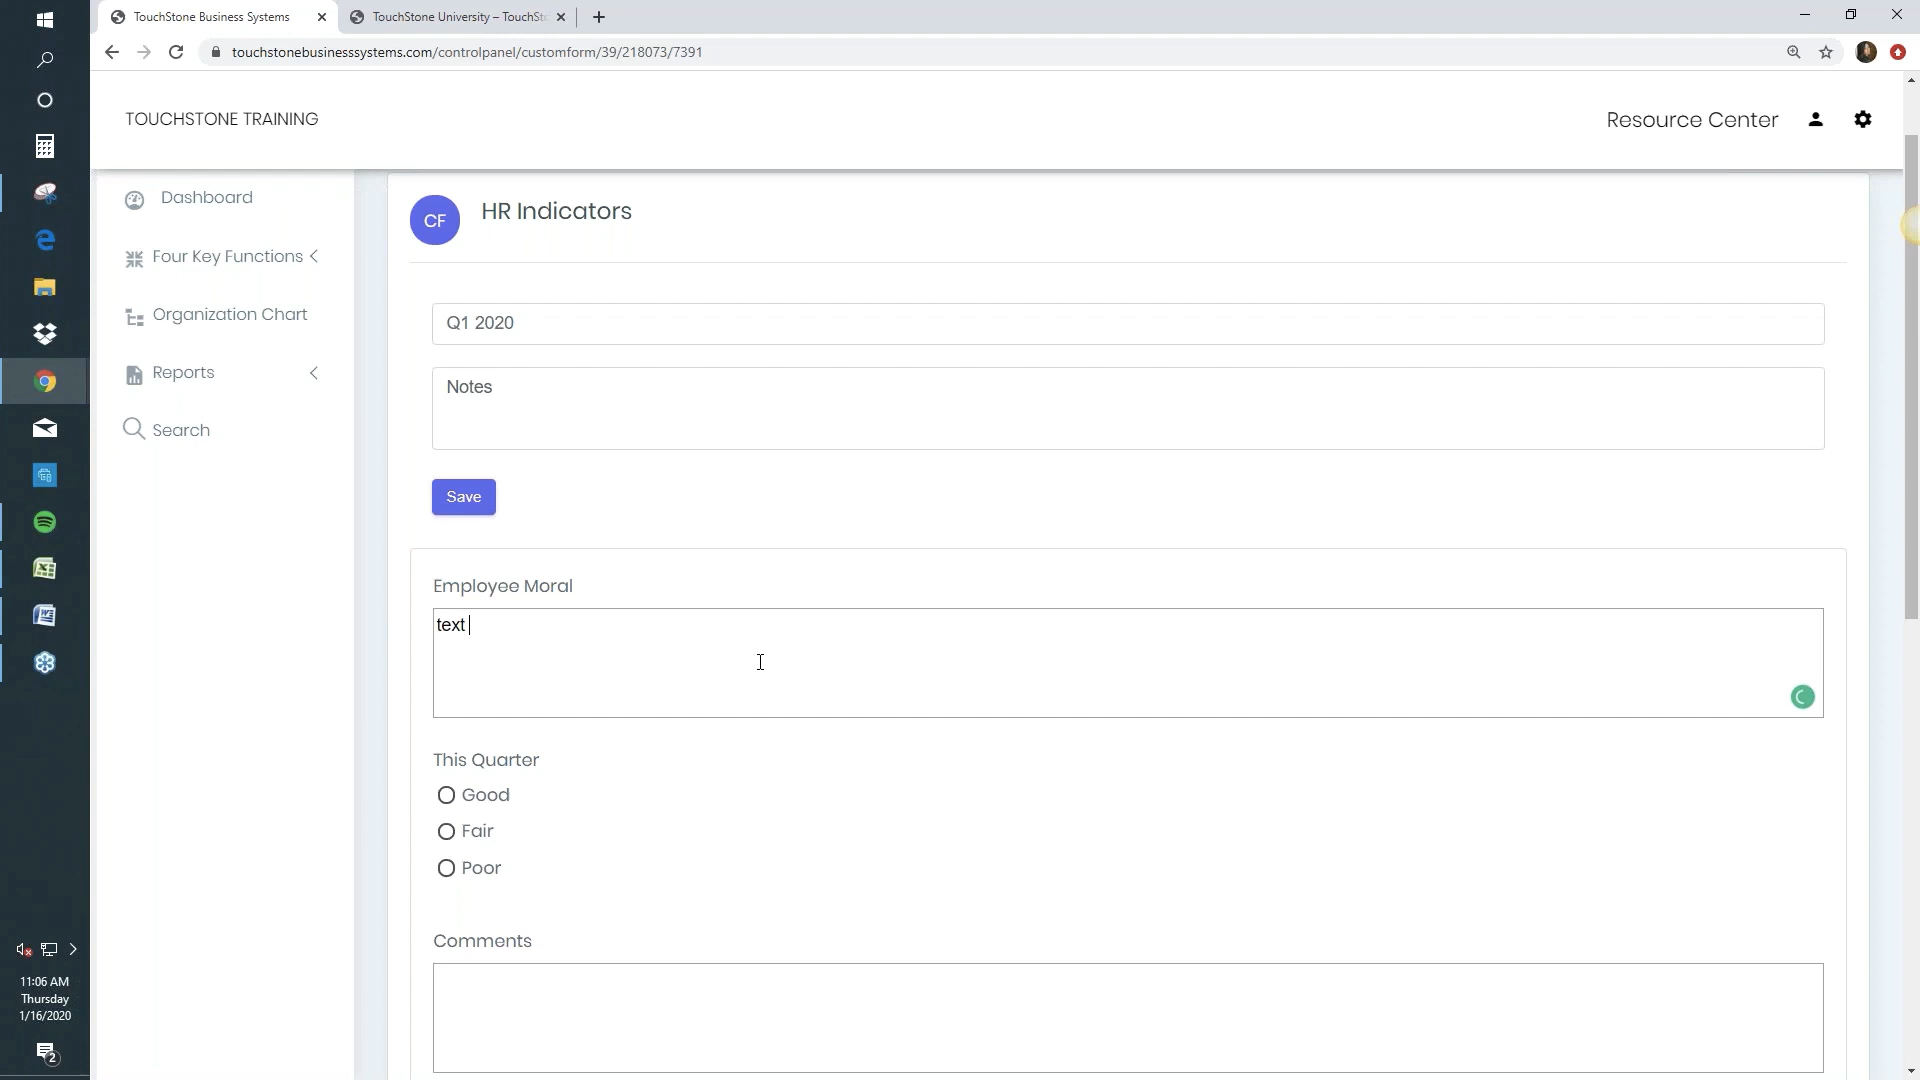 TouchStone Business Systems
TouchStone University – TouchSt
touchstonebusinesssystems.com/controlpanel/customform/39/218073/7391
TOUCHSTONE TRAINING
Resource Center
Dashboard
Four Key Functions
Organization Chart
Reports
Search
CF
HR Indicators
Q1 2020
Notes
Save
Employee Moral
text
This Quarter
Good
Fair
Poor
Comments
11:06 AM
Thursday
1/16/2020
2